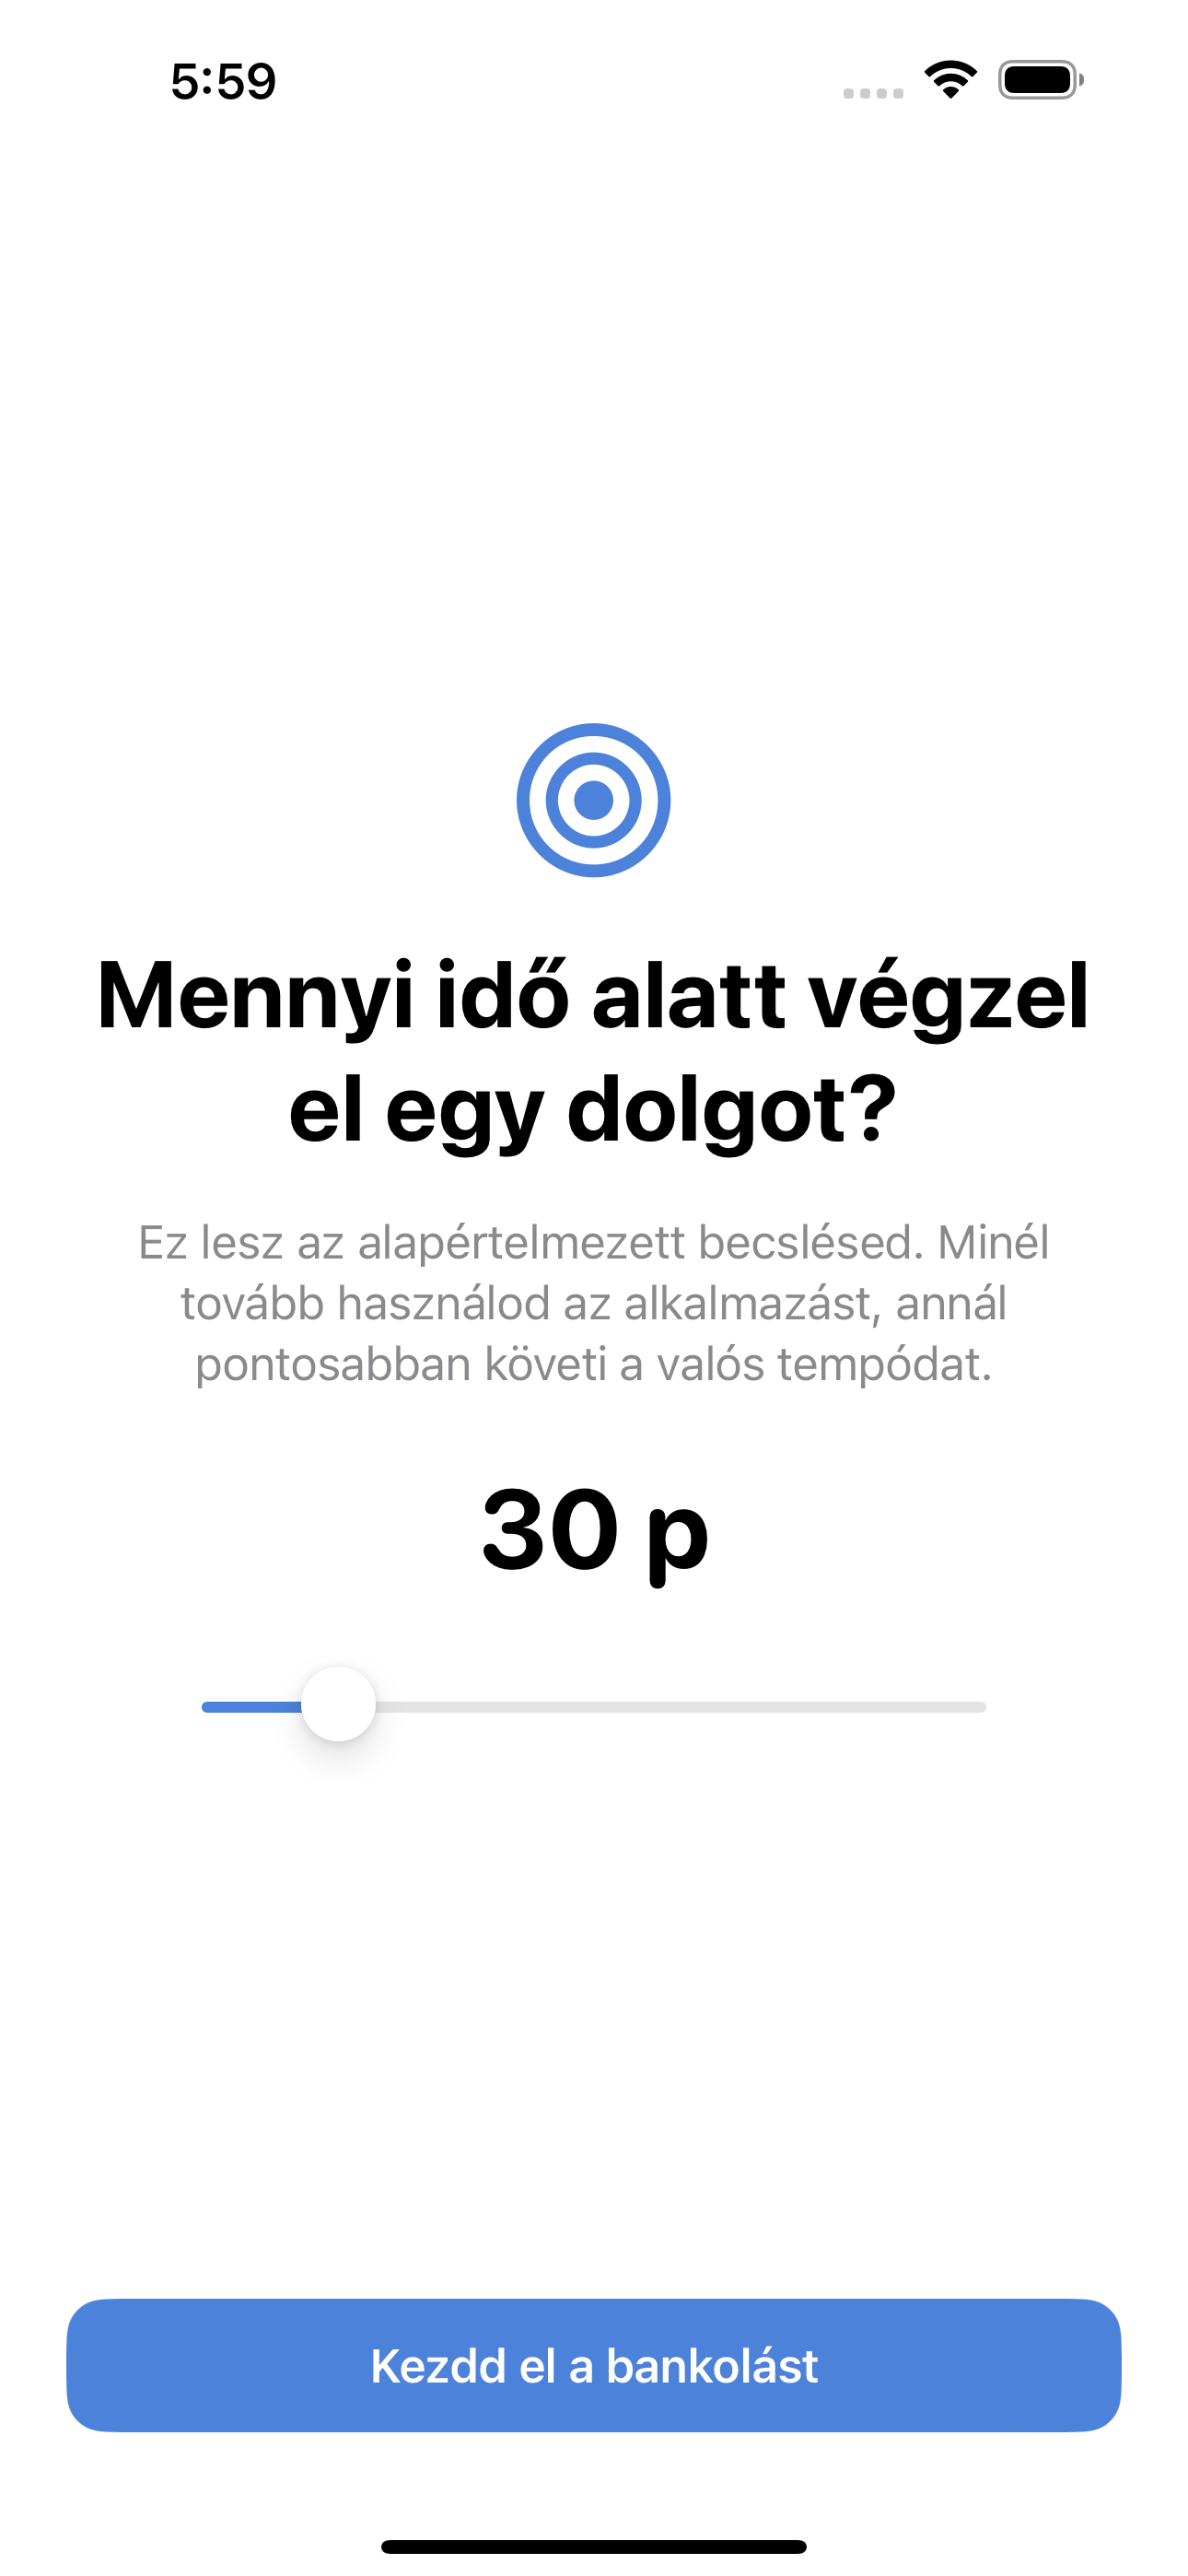 5:59
Mennyi idő alatt végzel
el egy dolgot?
Ez lesz az alapértelmezett becslésed. Minél
tovább használod az alkalmazást, annál
pontosabban követi a valós tempódat.
30 p
Kezdd el a bankolást